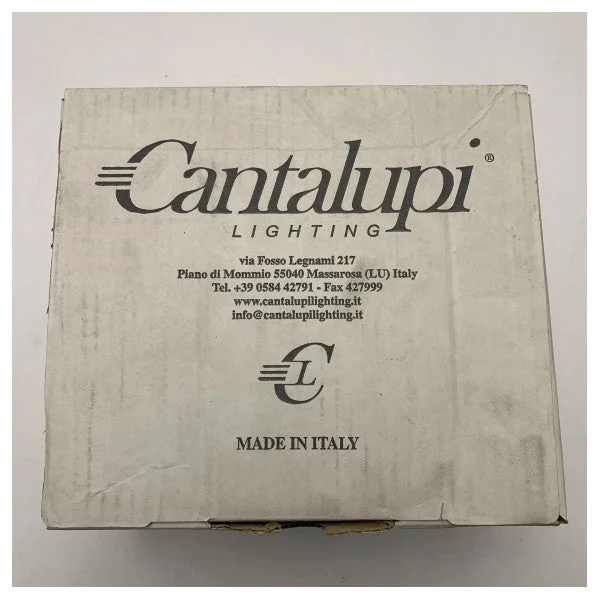 Cantalupi®
LIGHTING
via Fosso Legnami 217
Piano di Mommio 55040 Massarosa (LU) Italy
Tel. +39 0584 42791 - Fax 427999
www.cantalupilighting.it
info@cantalupilighting.it
CL
MADE IN ITALY